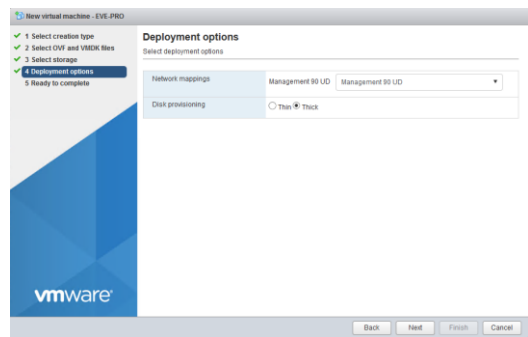 New virtual machine - EVE-PRO
1 Select creation type
2 Select OVF and VMDK files
3 Select storage
4 Deployment options
5 Ready to complete
Deployment options
Select deployment options
Network mappings
Management 90 UD
Management 90 UD
Disk provisioning
Thin
Thick
vmware
Back
Next
Finish
Cancel